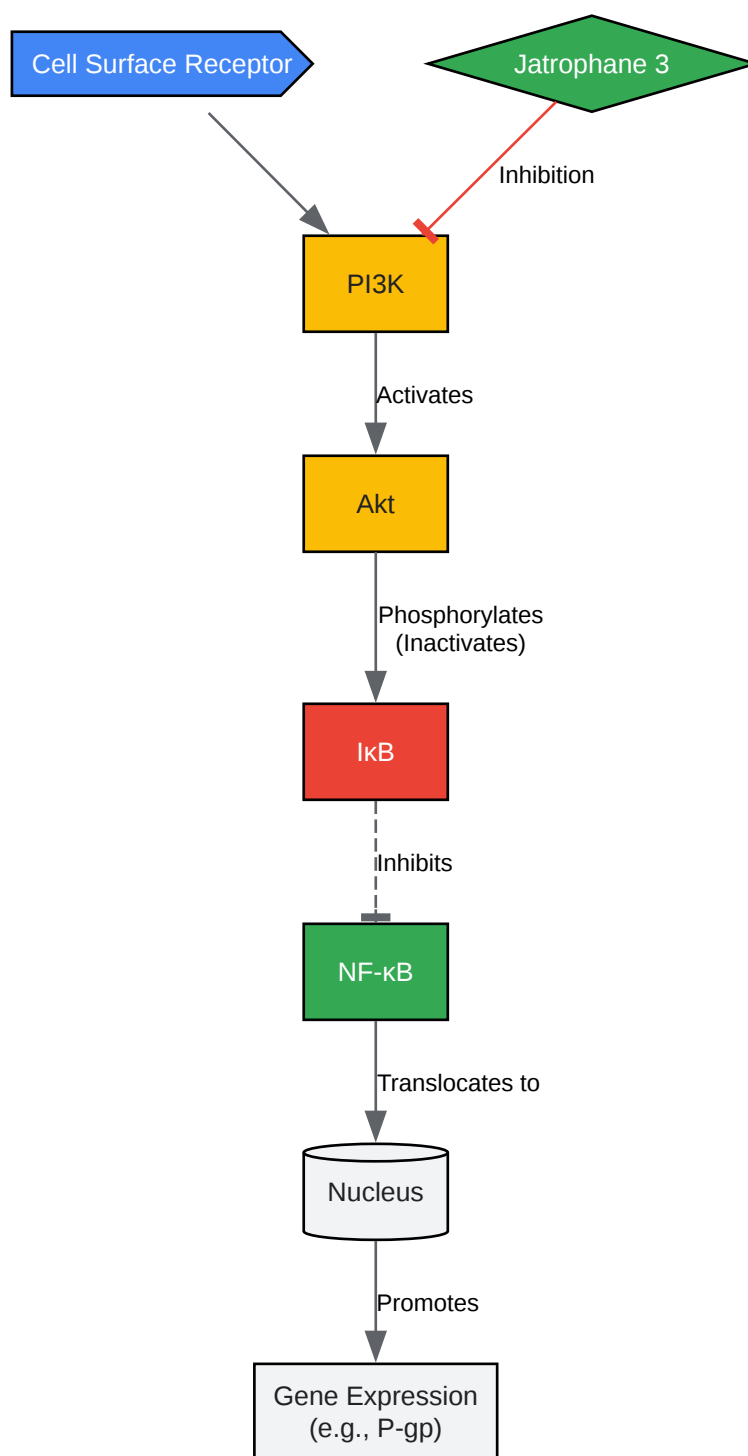 Cell Surface Receptor
Jatrophane 3
Inhibition
PI3K
Activates
Akt
Phosphorylates
(Inactivates)
IκB
Inhibits
NF-κB
Translocates to
Nucleus
Promotes
Gene Expression
(e.g., P-gp)